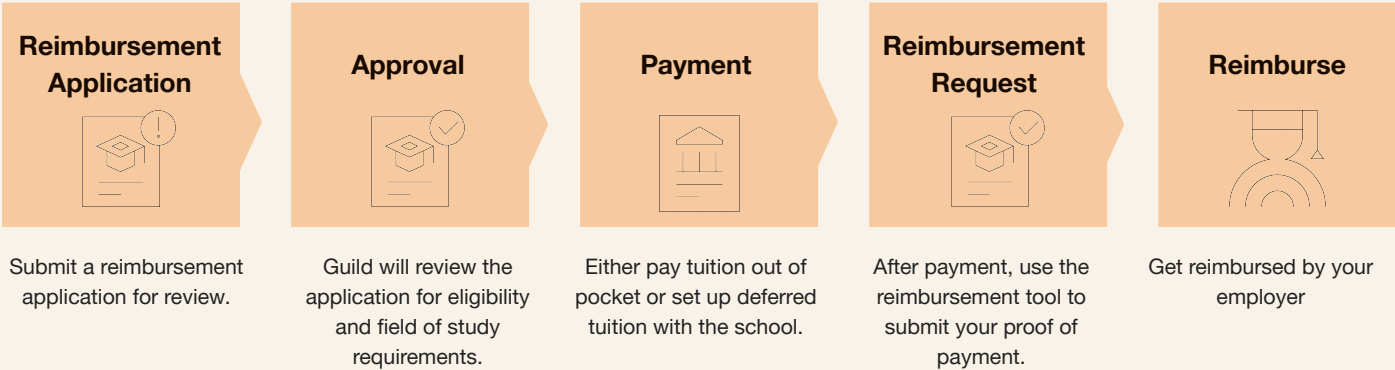 Reimbursement
Application
Submit a reimbursement
application for review.
Approval
Guild will review the
application for eligibility
and field of study
requirements.
Payment
Either pay tuition out of
pocket or set up deferred
tuition with the school.
Reimbursement
Request
After payment, use the
reimbursement tool to
submit your proof of
payment.
Reimburse
Get reimbursed by your
employer